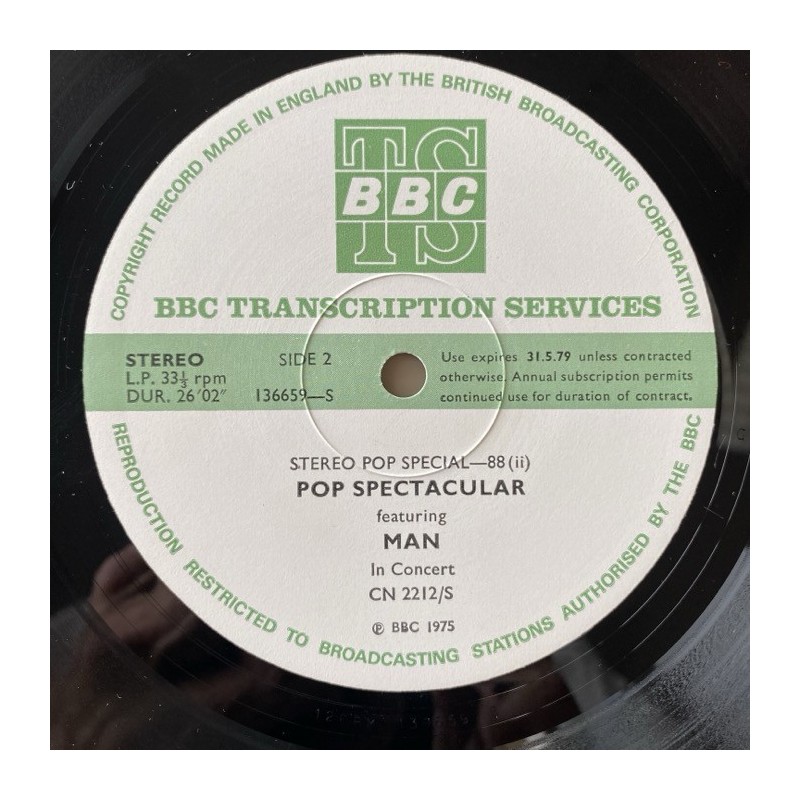 COPYRIGHT RECORD MADE IN ENGLAND BY THE BRITISH BROADCASTING CORPORATION
TS
BBC
TS
BBC TRANSCRIPTION SERVICES
STEREO SIDE 2
L.P. 33⅓ rpm
DUR. 26'02" 136659—S
Use expires 31.5.79 unless contracted
otherwise. Annual subscription permits
continued use for duration of contract.
STEREO POP SPECIAL—88 (ii)
POP SPECTACULAR
featuring
MAN
In Concert
CN 2212/S
℗ BBC 1975
REPRODUCTION RESTRICTED TO BROADCASTING STATIONS AUTHORISED BY THE BBC